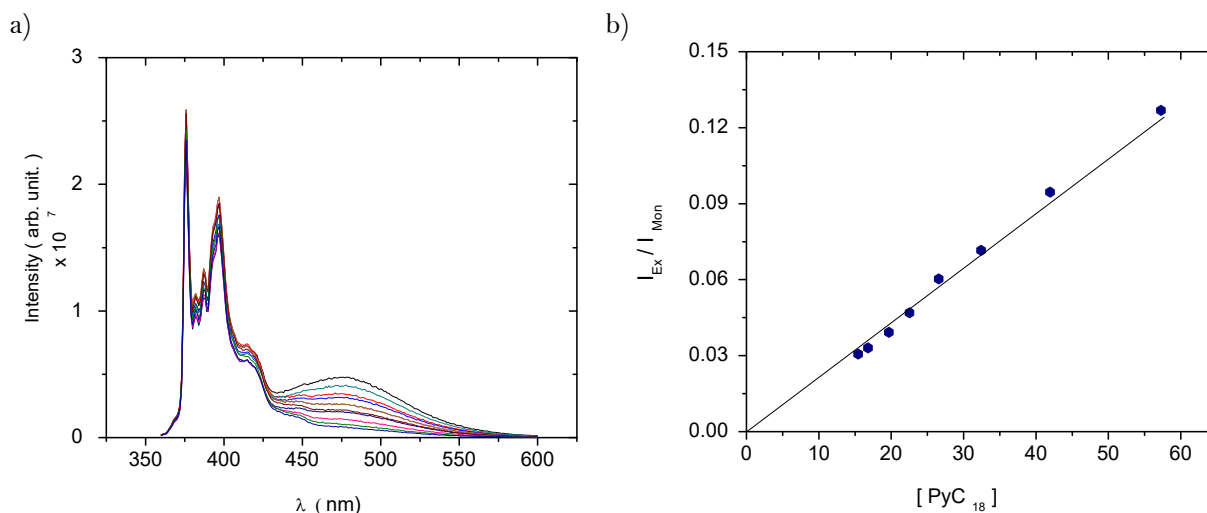 a)
3
2
1
0
Intensity ( arb. unit. )
x 10 7
350 400 450 500 550 600
λ ( nm)
b)
0.15
0.12
0.09
0.06
0.03
0.00
I Ex / I Mon
0 10 20 30 40 50 60
[ PyC 18 ]